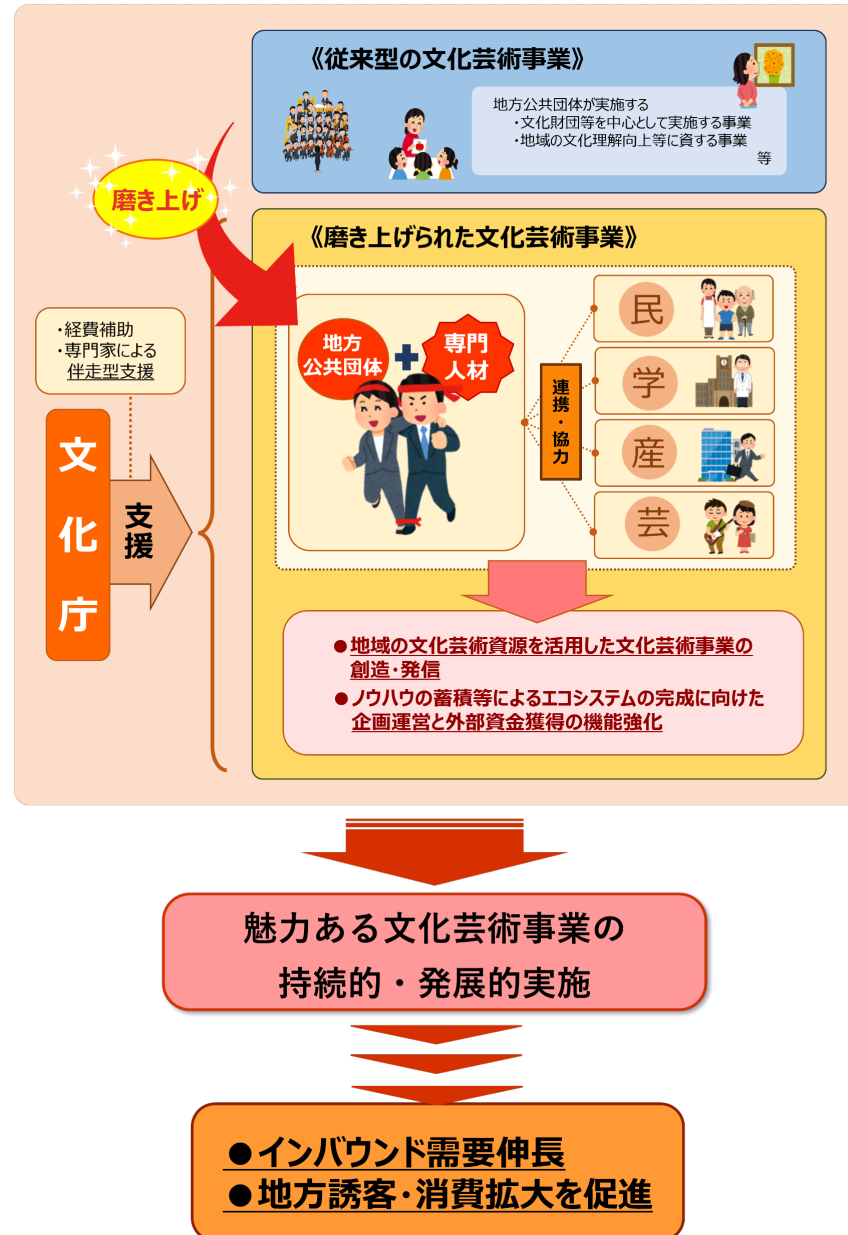 《従来型の文化芸術事業》
地方公共団体が実施する
・文化財団等を中心として実施する事業
・地域の文化理解向上等に資する事業
等
磨き上げ
《磨き上げられた文化芸術事業》
・経費補助
・専門家による
伴走型支援
文化庁
支援
地方
公共団体
専門
人材
連携・協力
民
学
産
芸
●地域の文化芸術資源を活用した文化芸術事業の
創造・発信
●ノウハウの蓄積等によるエコシステムの完成に向けた
企画運営と外部資金獲得の機能強化
魅力ある文化芸術事業の
持続的・発展的実施
●インバウンド需要伸長
●地方誘客・消費拡大を促進